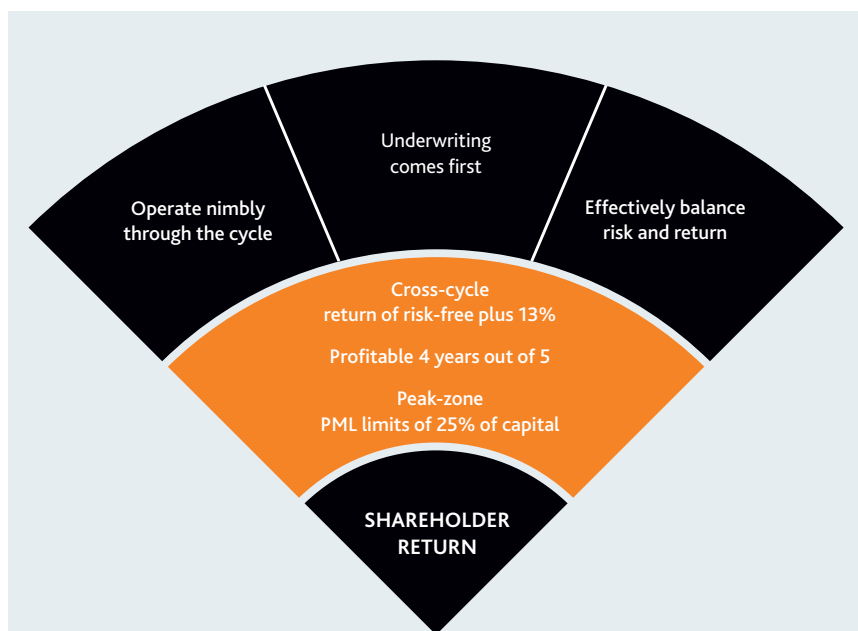 Operate nimbly
through the cycle
Underwriting
comes first
Effectively balance
risk and return
Cross-cycle
return of risk-free plus 13%
Profitable 4 years out of 5
Peak-zone
PML limits of 25% of capital
SHAREHOLDER
RETURN